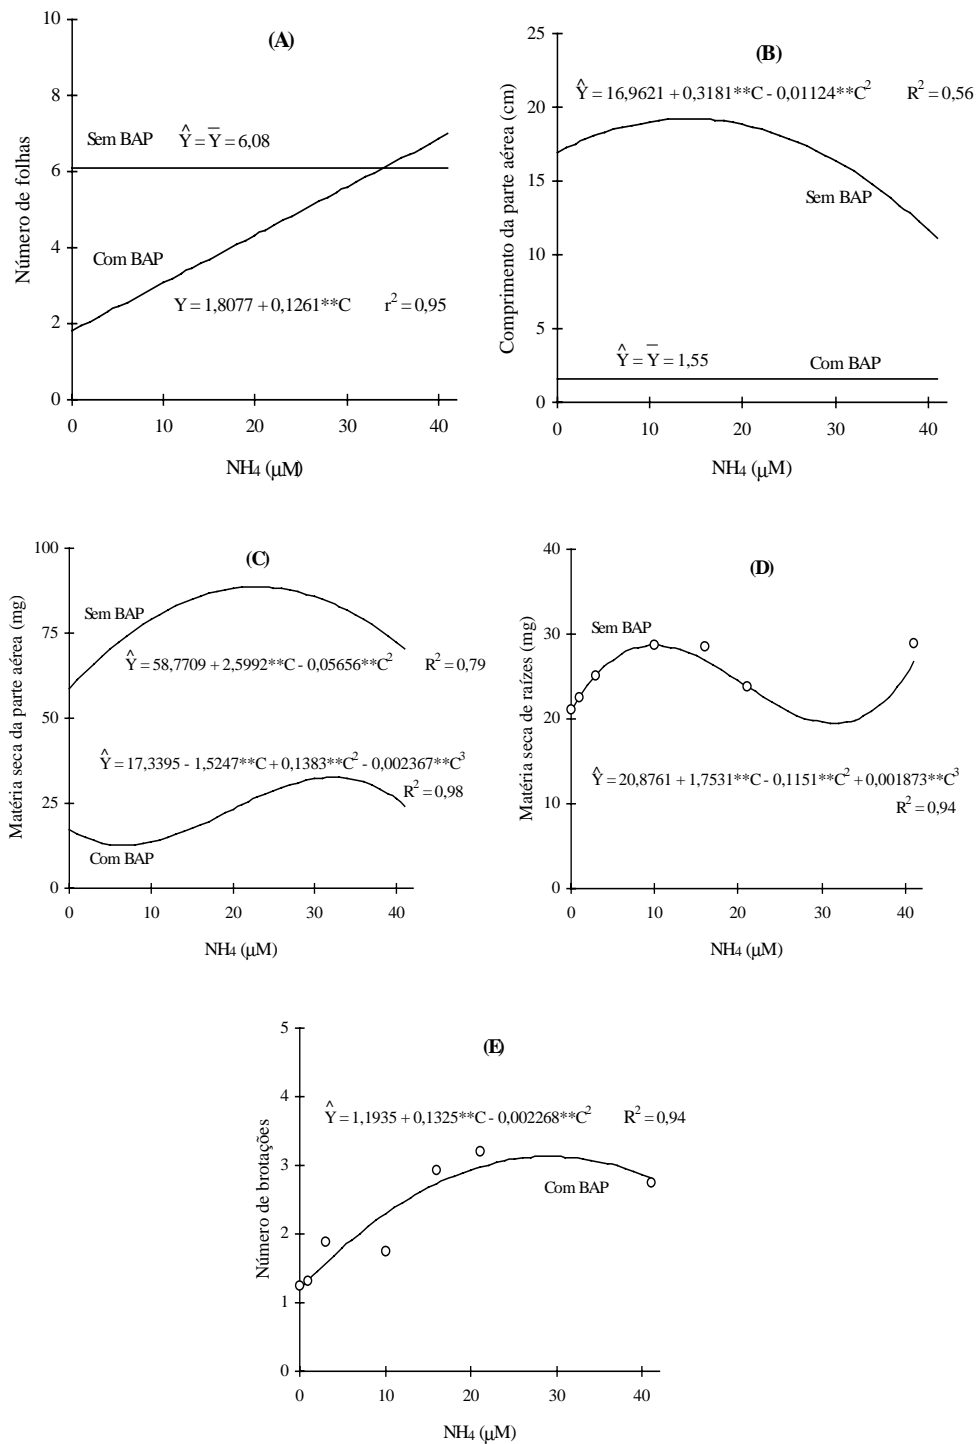 (A)
Número de folhas
10
8
6
4
2
0
Sem BAP Ŷ = Y̅ = 6,08
Com BAP
Y = 1,8077 + 0,1261**C r² = 0,95
0 10 20 30 40
NH₄ (µM)
(B)
Comprimento da parte aérea (cm)
25
20
15
10
5
0
Ŷ = 16,9621 + 0,3181**C - 0,01124**C² R² = 0,56
Sem BAP
Ŷ = Y̅ = 1,55
Com BAP
0 10 20 30 40
NH₄ (µM)
(C)
Matéria seca da parte aérea (mg)
100
75
50
25
0
Sem BAP
Ŷ = 58,7709 + 2,5992**C - 0,05656**C² R² = 0,79
Ŷ = 17,3395 - 1,5247**C + 0,1383**C² - 0,002367**C³
R² = 0,98
Com BAP
0 10 20 30 40
NH₄ (µM)
(D)
Matéria seca de raízes (mg)
40
30
20
10
0
Sem BAP
Ŷ = 20,8761 + 1,7531**C - 0,1151**C² + 0,001873**C³
R² = 0,94
0 10 20 30 40
NH₄ (µM)
(E)
Número de brotações
5
4
3
2
1
0
Ŷ = 1,1935 + 0,1325**C - 0,002268**C² R² = 0,94
Com BAP
0 10 20 30 40
NH₄ (µM)